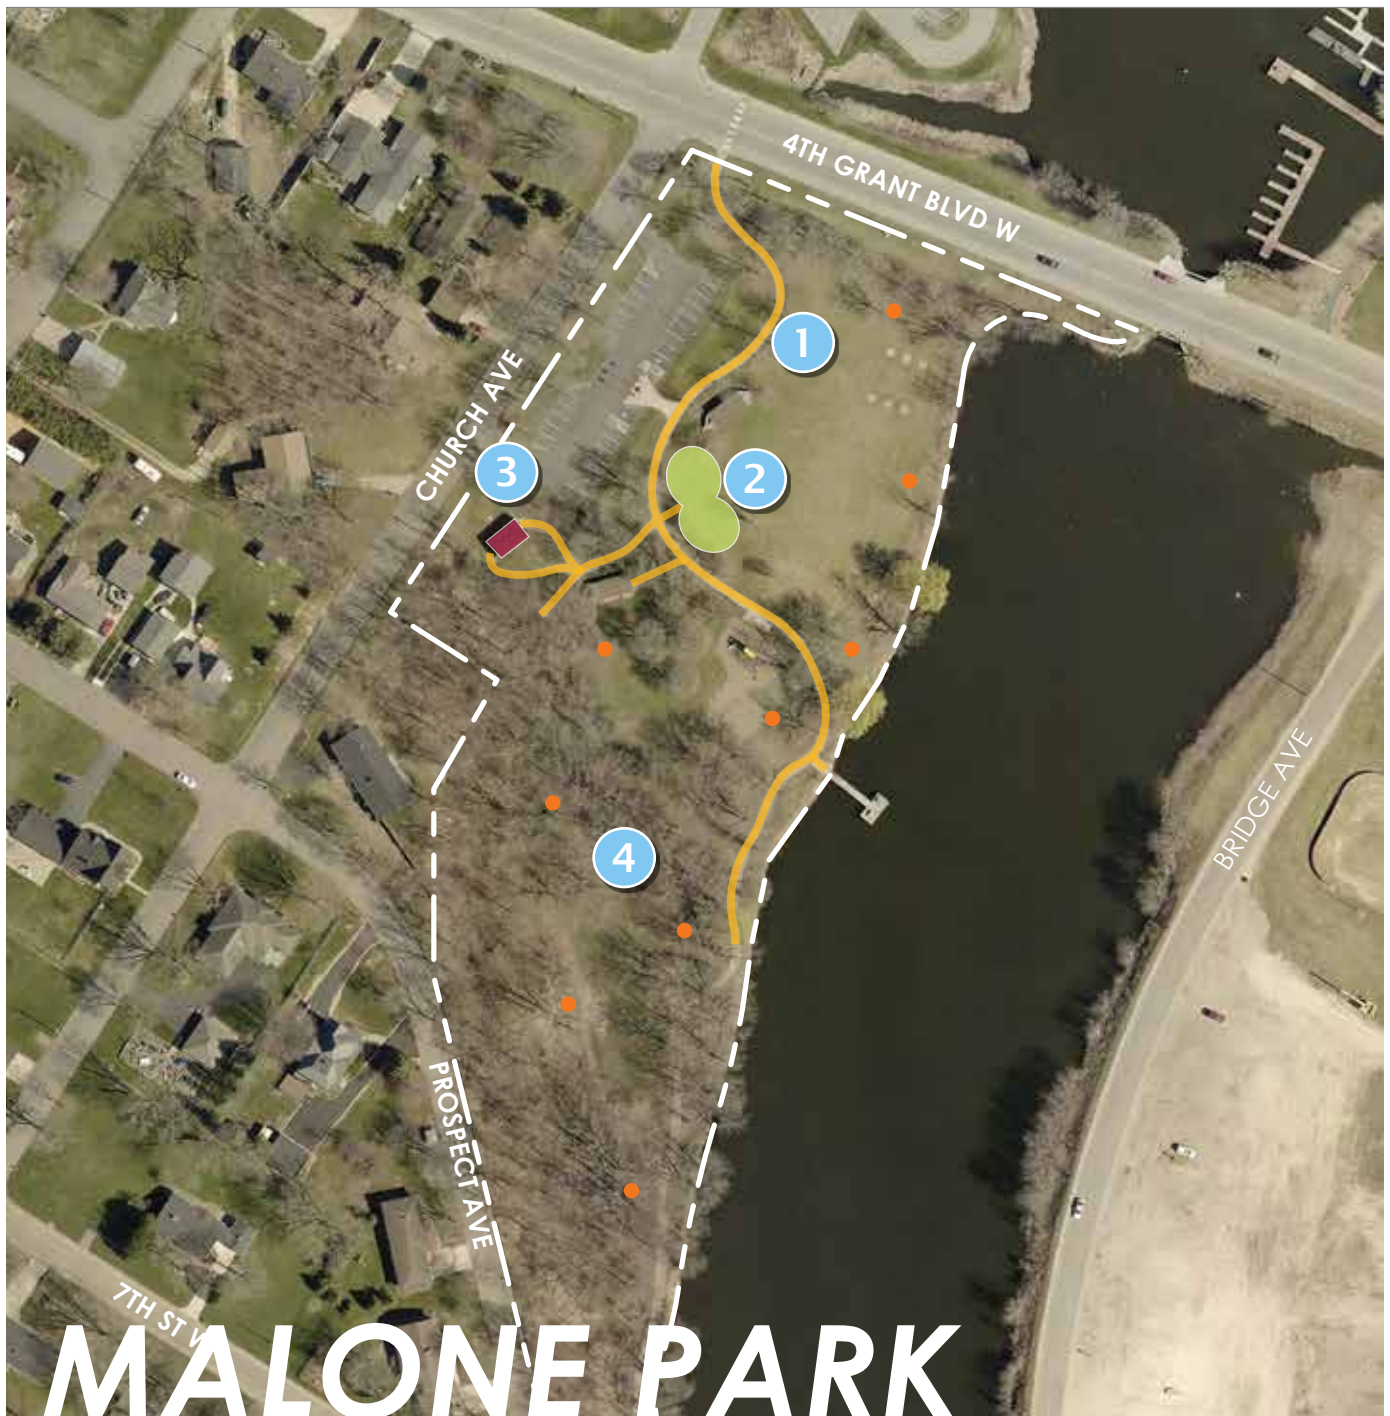 4TH GRANT BLVD W
1
CHURCH AVE
3
2
BRIDGE AVE
4
PROSPECT AVE
7TH ST W
MALONE PARK